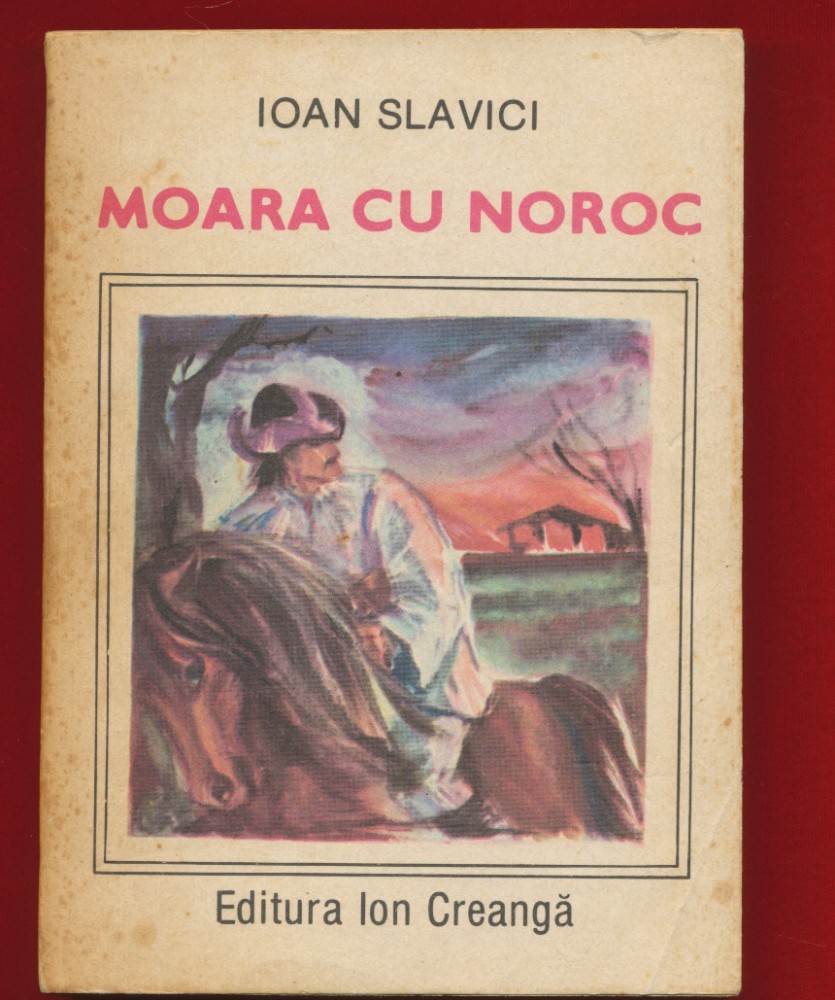 IOAN SLAVICI
MOARA CU NOROC
Editura Ion Creangă